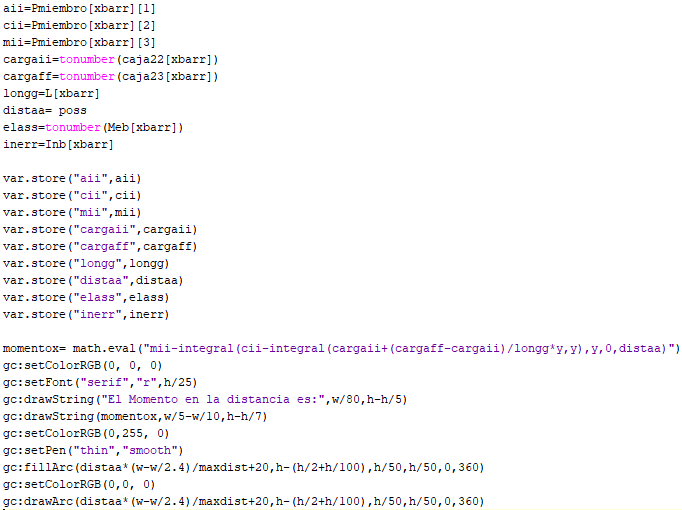 aii=Pmiembro[xbarr][1]
cii=Pmiembro[xbarr][2]
mii=Pmiembro[xbarr][3]
cargaii=tonumber(caja22[xbarr])
cargaff=tonumber(caja23[xbarr])
longg=L[xbarr]
distaa= poss
elass=tonumber(Meb[xbarr])
inerr=Inb[xbarr]
var.store("aii",aii)
var.store("cii",cii)
var.store("mii",mii)
var.store("cargaii",cargaii)
var.store("cargaff",cargaff)
var.store("longg",longg)
var.store("distaa",distaa)
var.store("elass",elass)
var.store("inerr",inerr)
momentox= math.eval("mii-integral(cii-integral(cargaii+(cargaff-cargaii)/longg*y,y),y,0,distaa)")
gc:setColorRGB(0, 0, 0)
gc:setFont("serif","r",h/25)
gc:drawString("El Momento en la distancia es:",w/80,h-h/5)
gc:drawString(momentox,w/5-w/10,h-h/7)
gc:setColorRGB(0,255, 0)
gc:setPen("thin","smooth")
gc:fillArc(distaa*(w-w/2.4)/maxdist+20,h-(h/2+h/100),h/50,h/50,0,360)
gc:setColorRGB(0,0, 0)
gc:drawArc(distaa*(w-w/2.4)/maxdist+20,h-(h/2+h/100),h/50,h/50,0,360)